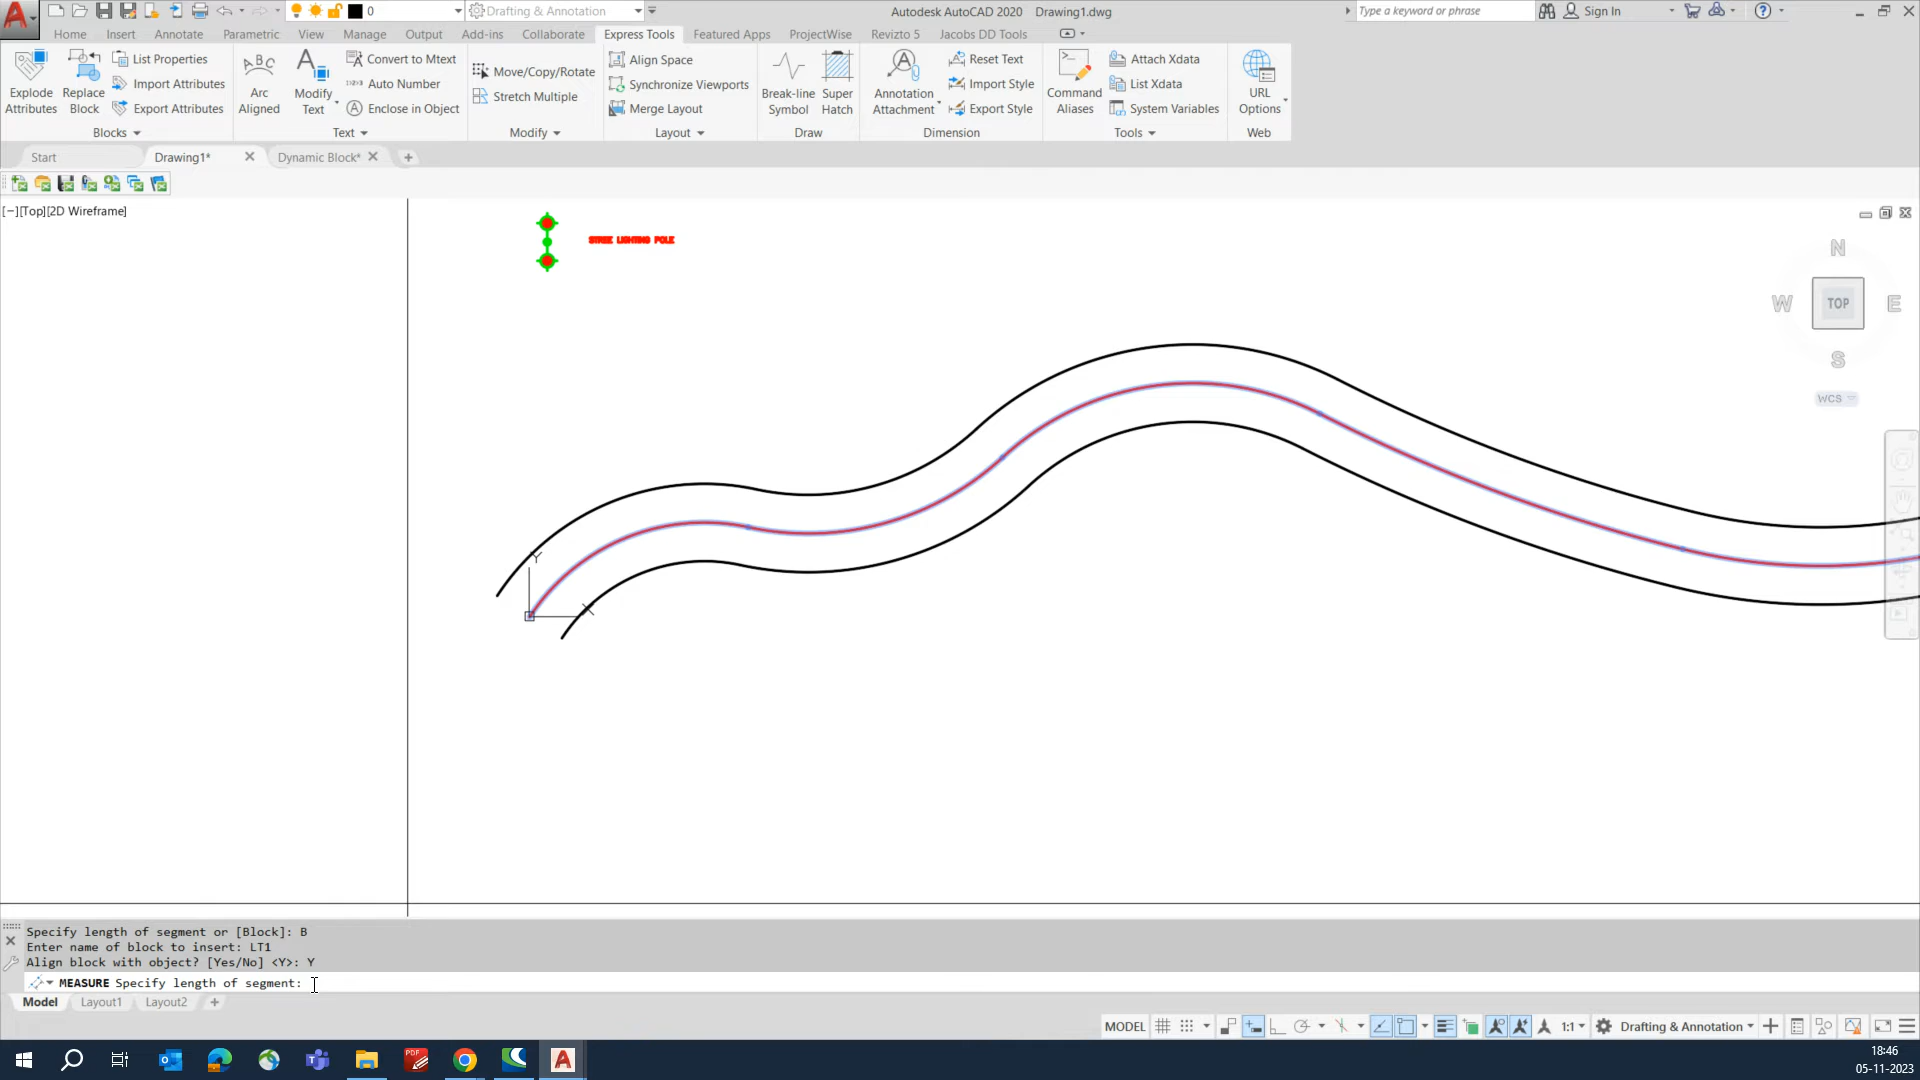 0
Drafting & Annotation
Autodesk AutoCAD 2020 Drawing1.dwg
Type a keyword or phrase
Sign In
Home Insert Annotate Parametric View Manage Output Add-ins Collaborate Express Tools Featured Apps ProjectWise Revizto 5 Jacobs DD Tools
Explode Attributes
Replace Block
List Properties
Import Attributes
Export Attributes
ABC
Arc Aligned
Modify Text
Convert to Mtext
Auto Number
Enclose in Object
Move/Copy/Rotate
Stretch Multiple
Align Space
Synchronize Viewports
Merge Layout
Break-line Symbol
Super Hatch
Annotation Attachment
Reset Text
Import Style
Export Style
Command Aliases
Attach Xdata
List Xdata
System Variables
URL Options
Blocks Text Modify Layout Draw Dimension Tools Web
Start Drawing1* Dynamic Block*
[−][Top][2D Wireframe]
LIGHTING POLE
N
W TOP E
S
WCS
Y
X
Specify length of segment or [Block]: B
Enter name of block to insert: LT1
Align block with object? [Yes/No] <Y>: Y
MEASURE Specify length of segment:
Model Layout1 Layout2
MODEL 1:1 Drafting & Annotation
18:46
05-11-2023